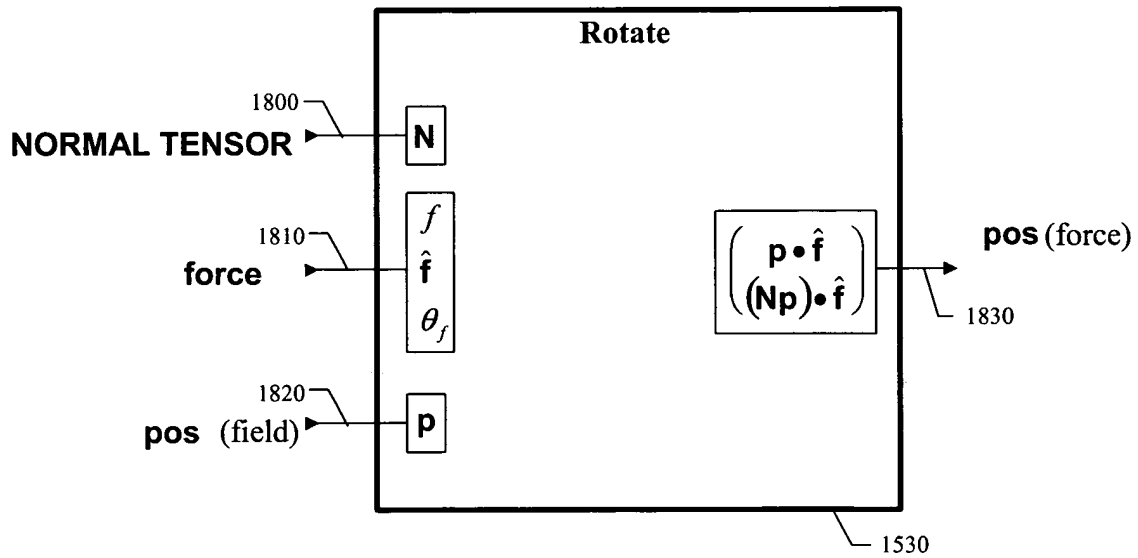 Rotate
1800
NORMAL TENSOR
N
1810
force
f
f̂
θ_f
1820
pos (field)
p
p • f̂
(Np) • f̂
pos (force)
1830
1530